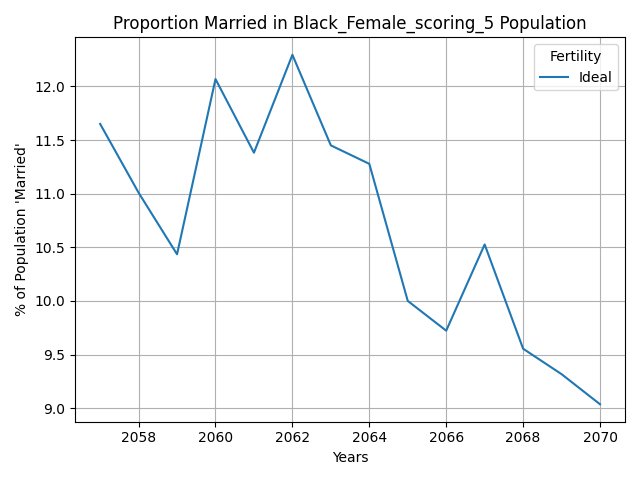 Proportion Married in Black_Female_scoring_5 Population
Fertility
Ideal
% of Population 'Married'
12.0
11.5
11.0
10.5
10.0
9.5
9.0
2058 2060 2062 2064 2066 2068 2070
Years